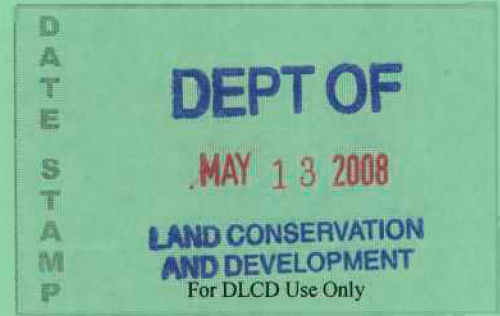 DATE STAMP
DEPT OF
MAY 13 2008
LAND CONSERVATION
AND DEVELOPMENT
For DLCD Use Only